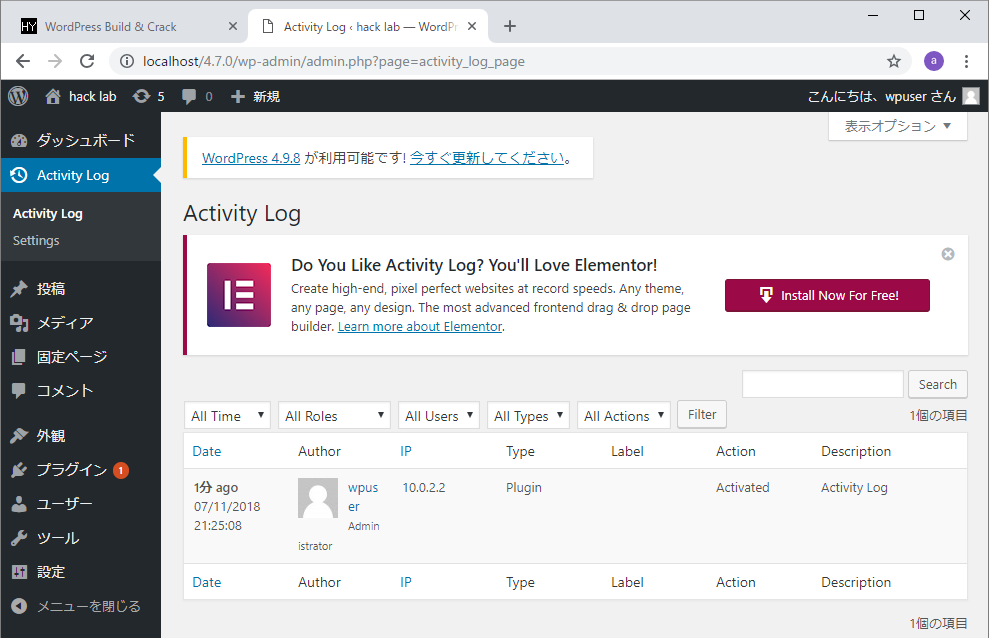 HY WordPress Build & Crack
Activity Log ‹ hack lab — WordPr
localhost/4.7.0/wp-admin/admin.php?page=activity_log_page
a
hack lab 5 0 新規
こんにちは、wpuser さん
ダッシュボード
Activity Log
Activity Log
Settings
投稿
メディア
固定ページ
コメント
外観
プラグイン 1
ユーザー
ツール
設定
メニューを閉じる
表示オプション
WordPress 4.9.8 が利用可能です! 今すぐ更新してください。
Activity Log
Do You Like Activity Log? You'll Love Elementor!
Create high-end, pixel perfect websites at record speeds. Any theme,
any page, any design. The most advanced frontend drag & drop page
builder. Learn more about Elementor.
Install Now For Free!
Search
All Time All Roles All Users All Types All Actions Filter
1個の項目
Date Author IP Type Label Action Description
1分 ago
07/11/2018
21:25:08
wpus
er
Admin
istrator
10.0.2.2
Plugin
Activated
Activity Log
Date Author IP Type Label Action Description
1個の項目